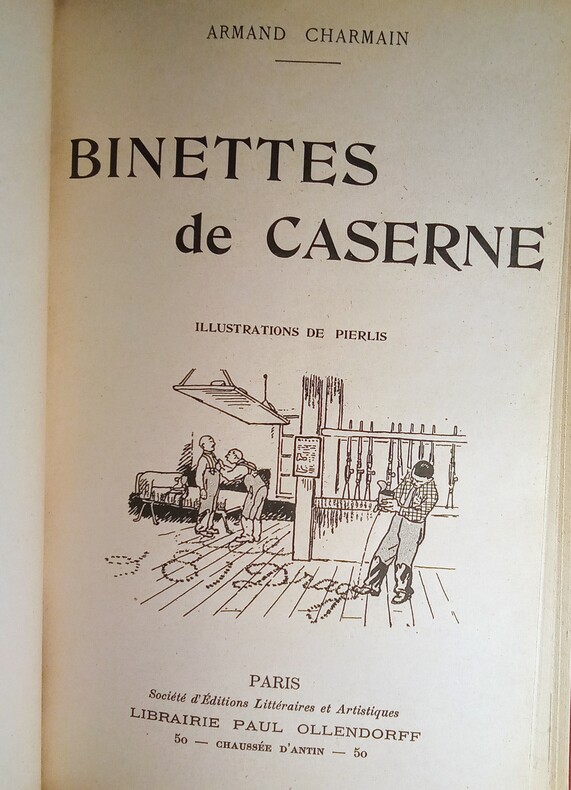 ARMAND CHARMAIN
BINETTES
de CASERNE
ILLUSTRATIONS DE PIERLIS
PARIS
Société d'Éditions Littéraires et Artistiques
LIBRAIRIE PAUL OLLENDORFF
50 — CHAUSSÉE D'ANTIN — 50